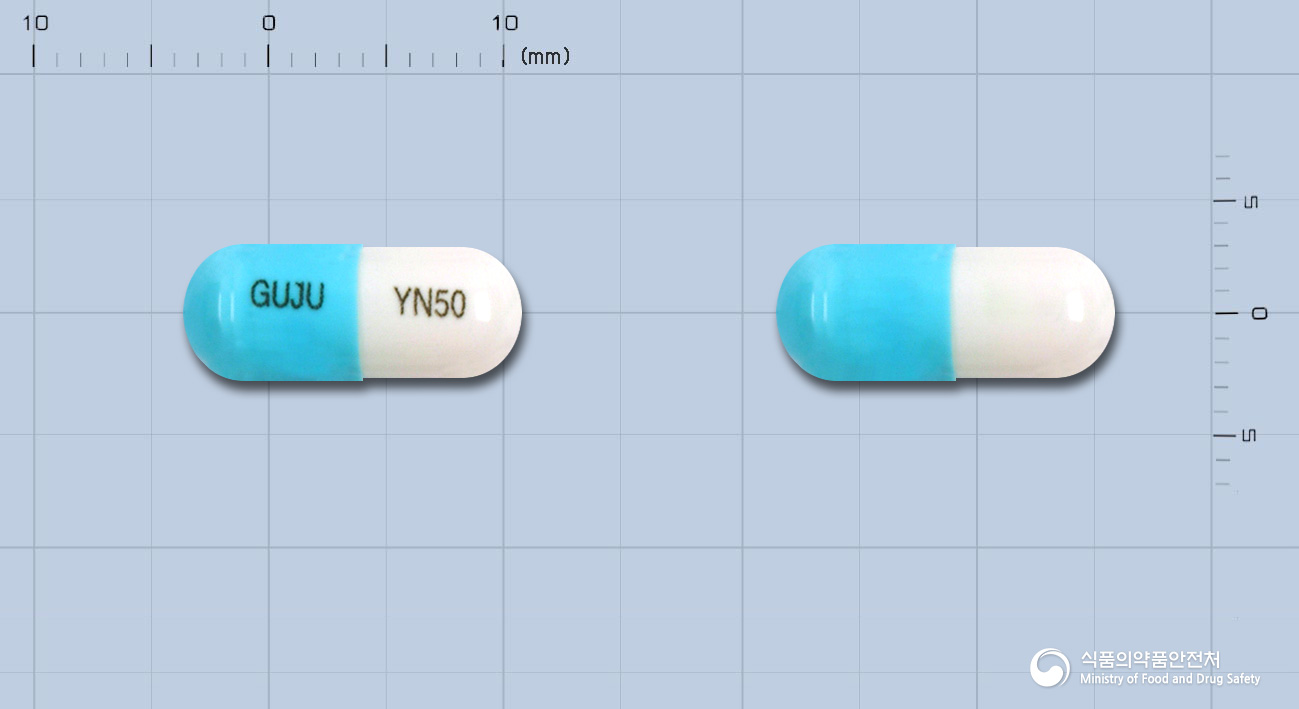 10 0 10
(mm)
5
0
5
GUJU YN50
식품의약품안전처
Ministry of Food and Drug Safety